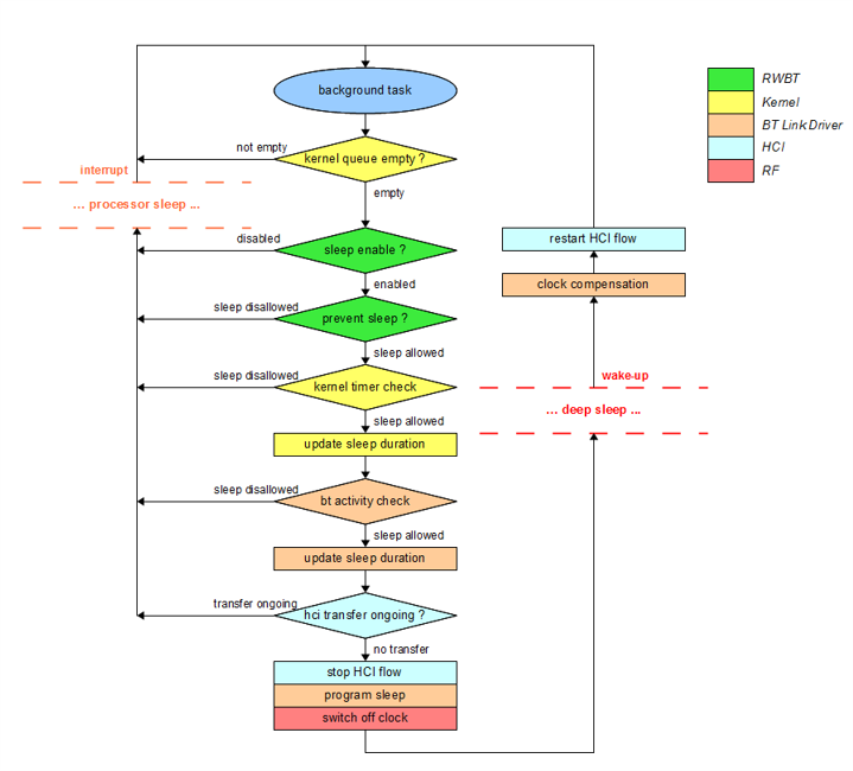 background task
RWBT
Kernel
BT Link Driver
HCI
RF
not empty
kernel queue empty ?
interrupt
empty
... processor sleep ...
disabled
sleep enable ?
restart HCI flow
enabled
clock compensation
sleep disallowed
prevent sleep ?
sleep allowed
sleep disallowed
kernel timer check
wake-up
... deep sleep ...
sleep allowed
update sleep duration
sleep disallowed
bt activity check
sleep allowed
update sleep duration
transfer ongoing
hci transfer ongoing ?
no transfer
stop HCI flow
program sleep
switch off clock